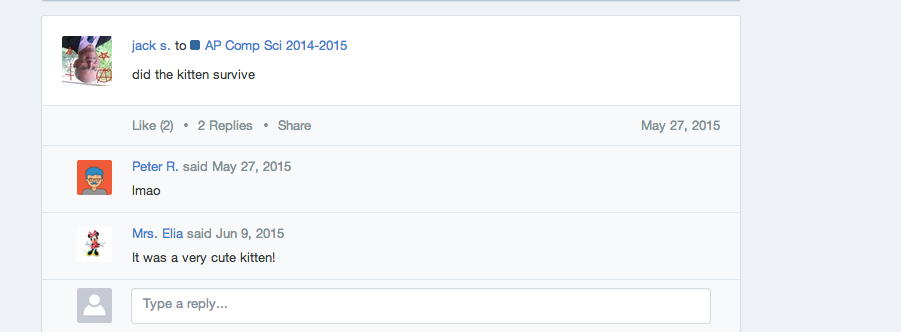 jack s. to AP Comp Sci 2014-2015
did the kitten survive
Like (2) • 2 Replies • Share May 27, 2015
Peter R. said May 27, 2015
lmao
Mrs. Elia said Jun 9, 2015
It was a very cute kitten!
Type a reply...